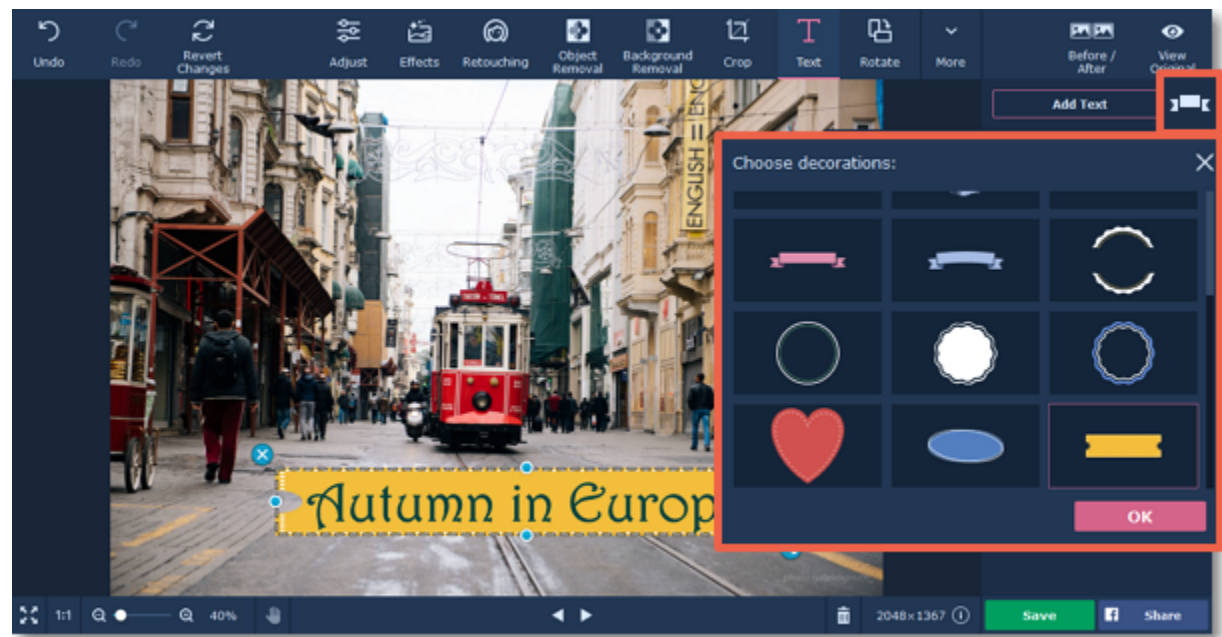 Undo
Redo
Revert
Changes
Adjust
Effects
Retouching
Object
Removal
Background
Removal
Crop
Text
Rotate
More
Before /
After
View
Original
Add Text
Choose decorations:
ENGLISH = ENG
Autumn in Europ
OK
1:1
40%
2048×1367
Save
Share